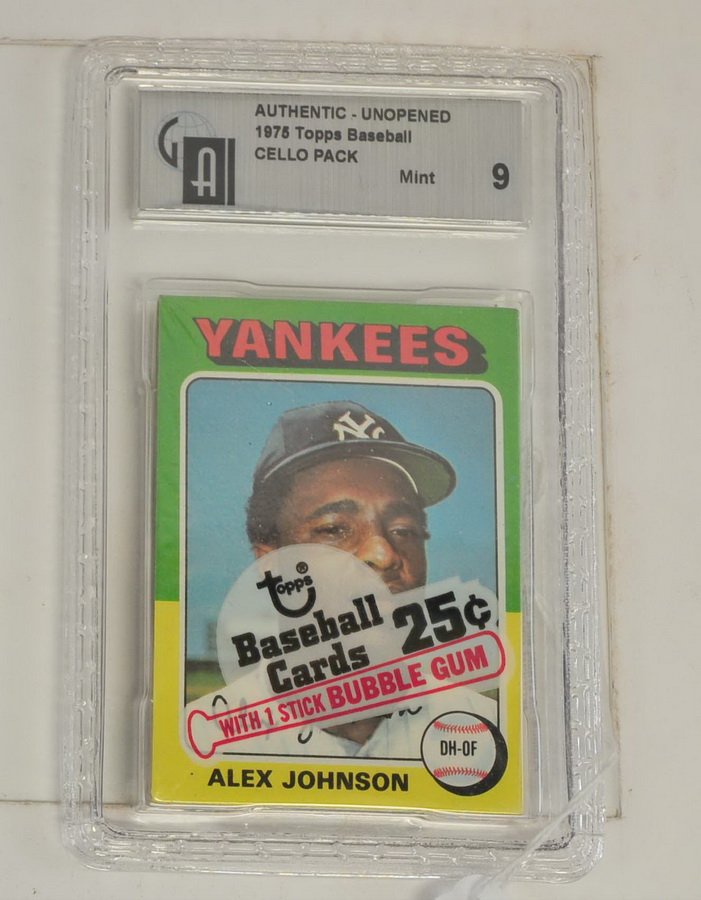 AUTHENTIC - UNOPENED
1975 Topps Baseball
CELLO PACK
Mint 9
GAI
YANKEES
NY
Topps®
Baseball
Cards 25¢
WITH 1 STICK BUBBLE GUM
DH-OF
ALEX JOHNSON